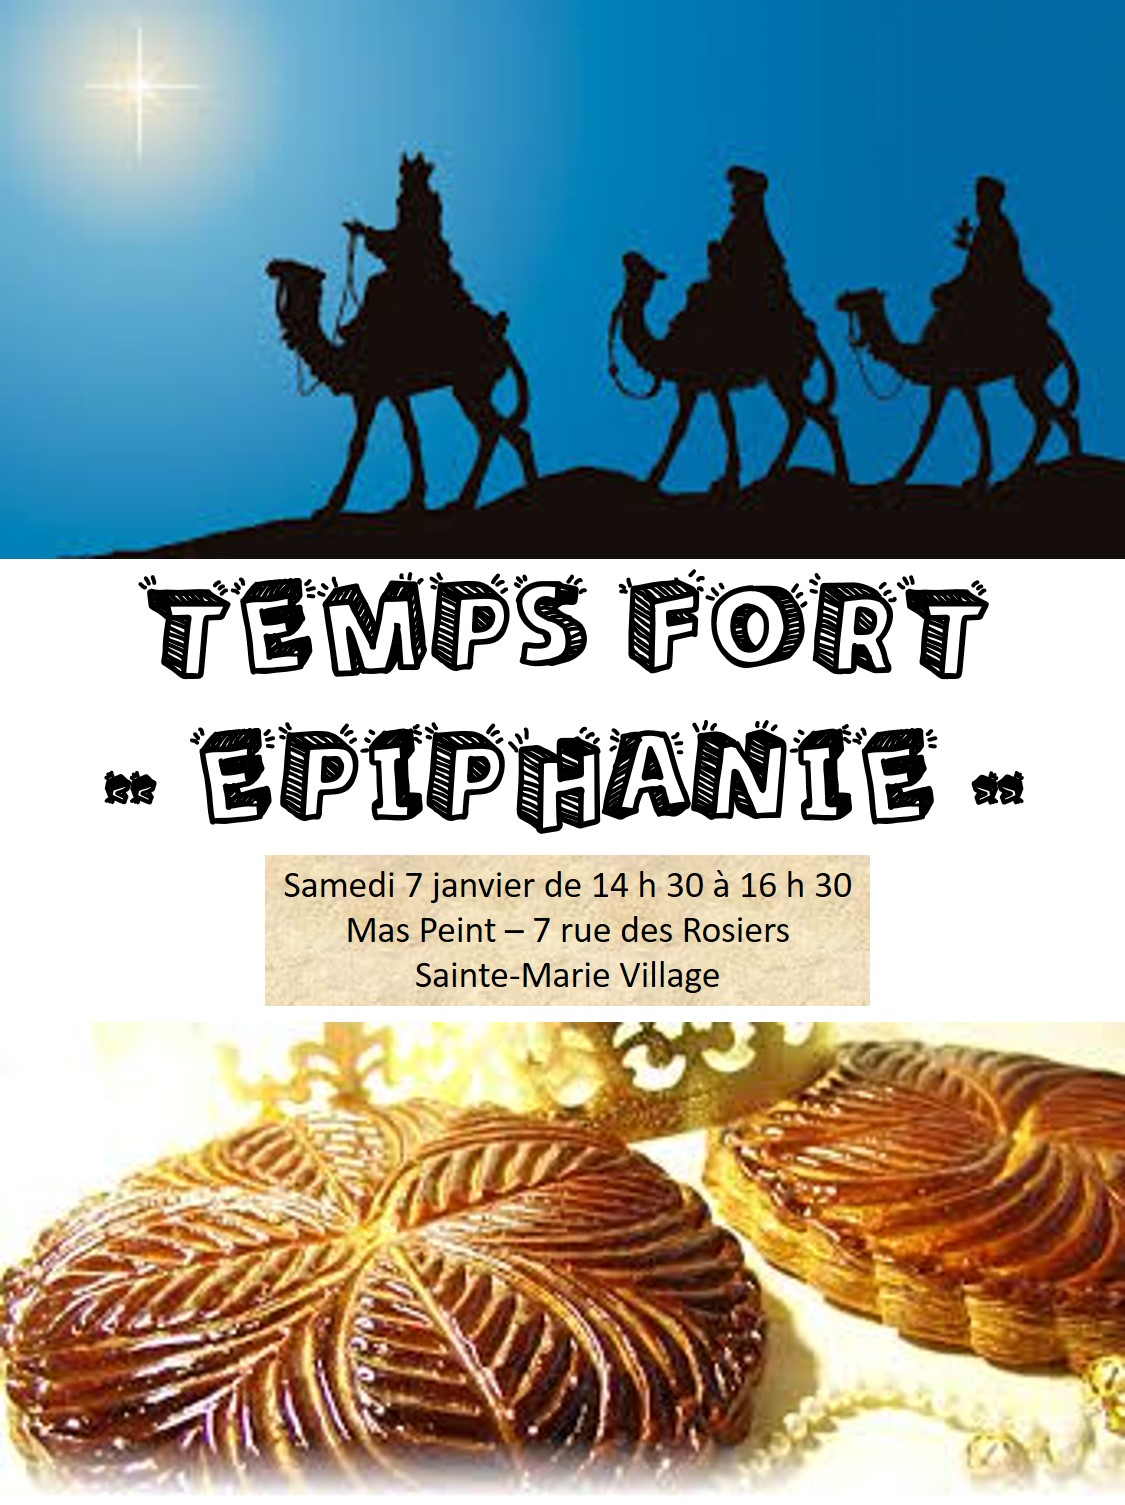 TEMPS FORT
« EPIPHANIE »
Samedi 7 janvier de 14 h 30 à 16 h 30
Mas Peint – 7 rue des Rosiers
Sainte-Marie Village